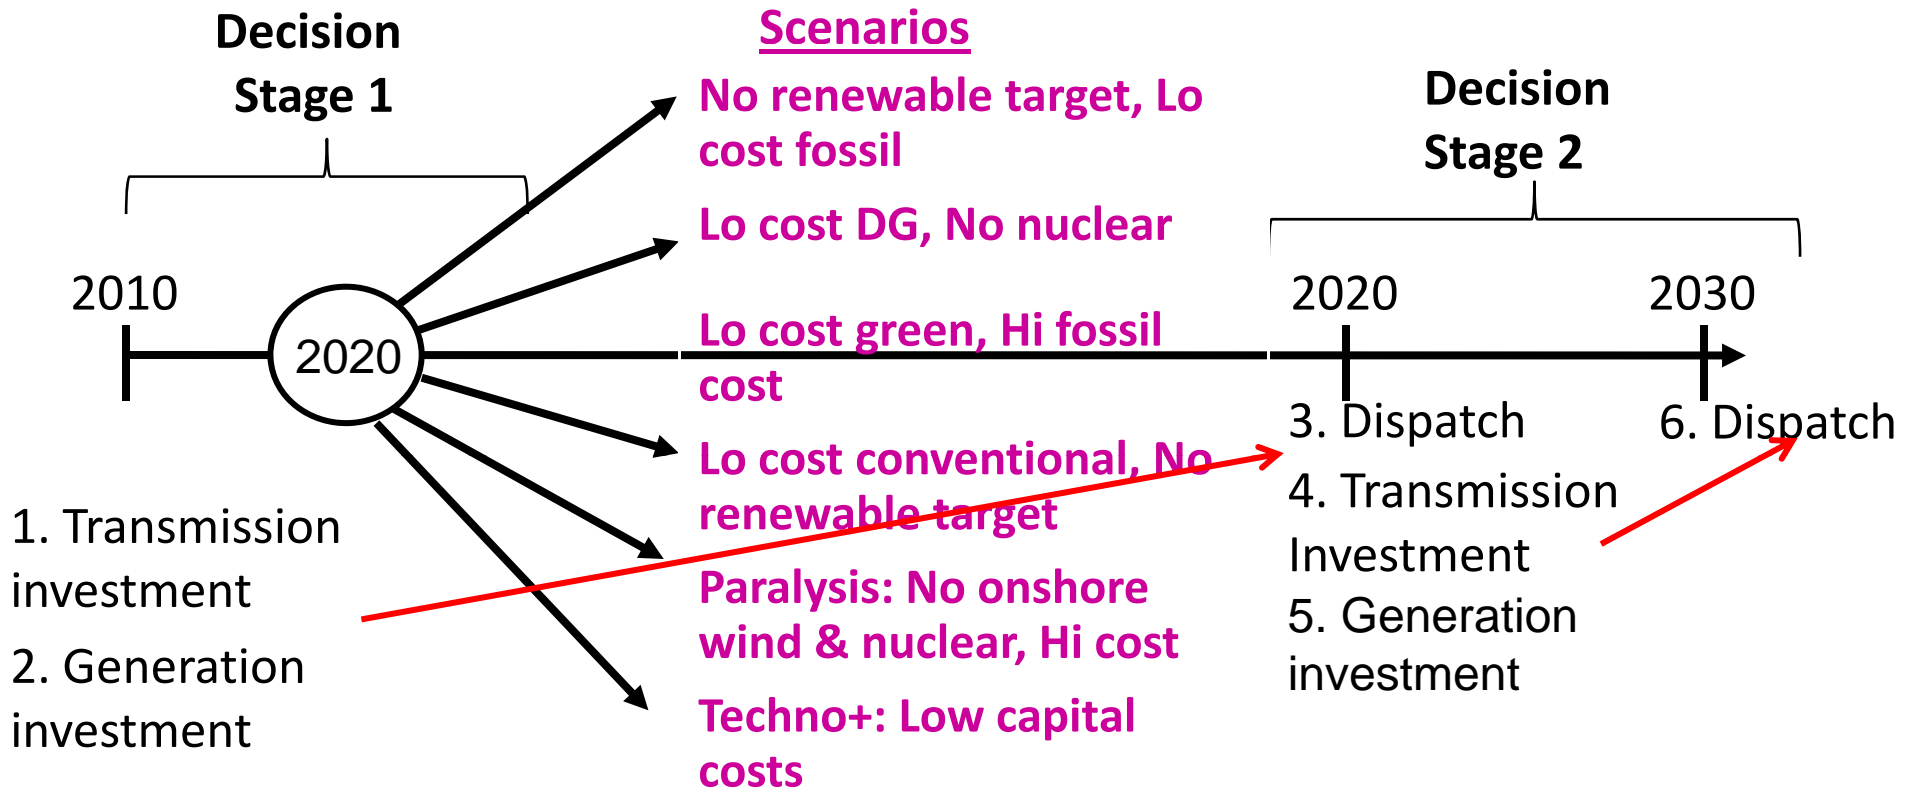 Decision
Stage 1
Scenarios
No renewable target, Lo
cost fossil
Lo cost DG, No nuclear
Lo cost green, Hi fossil
cost
Lo cost conventional, No
renewable target
Paralysis: No onshore
wind & nuclear, Hi cost
Techno+: Low capital
costs
Decision
Stage 2
2010
2020
2020
2030
1. Transmission
investment
2. Generation
investment
3. Dispatch
4. Transmission
Investment
5. Generation
investment
6. Dispatch